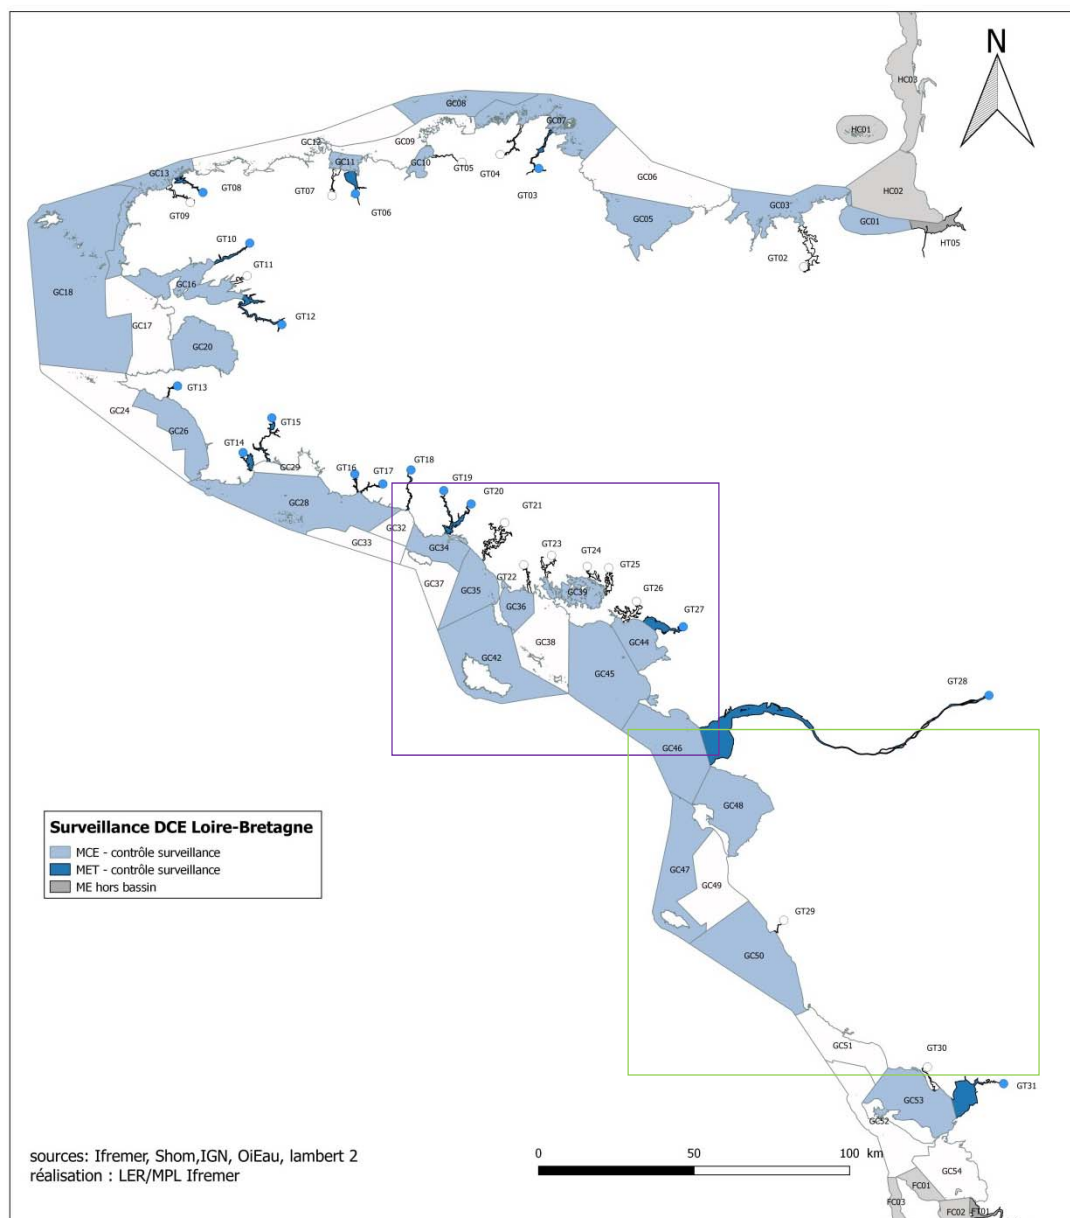 N
HC03
GC08
GC07
HC01
GC12
GC09
GC11
GC10
GT05
GT04
GC13
GT08
GT07
GT03
GC06
HC02
GT09
GT06
GC03
GC05
GC01
HT05
GT10
GT02
GT11
GC18
GC16
GC17
GT12
GC20
GT13
GC24
GC26
GT15
GT14
GC29
GT16
GT17
GT18
GT19
GT20
GC28
GT21
GC32
GC33
GC34
GT23
GT24
GT25
GC37
GT22
GC35
GC39
GC36
GT26
GT27
GC38
GC44
GC42
GC45
GT28
GC46
GC48
Surveillance DCE Loire-Bretagne
MCE - contrôle surveillance
MET - contrôle surveillance
ME hors bassin
GC47
GC49
GT29
GC50
GC51
GT30
GT31
GC53
GC52
sources: Ifremer, Shom,IGN, OiEau, lambert 2
réalisation : LER/MPL Ifremer
0 50 100 km
GC54
FC01
FC03
FC02
FT01